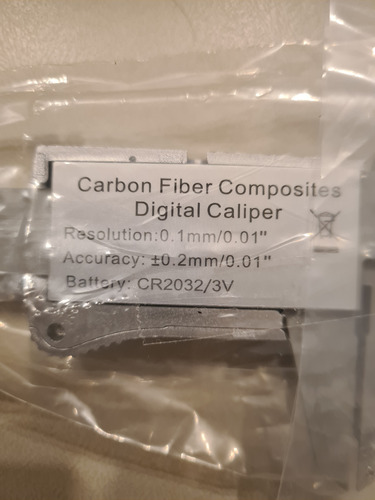 Carbon Fiber Composites
Digital Caliper
Resolution:0.1mm/0.01"
Accuracy: ±0.2mm/0.01"
Battery: CR2032/3V